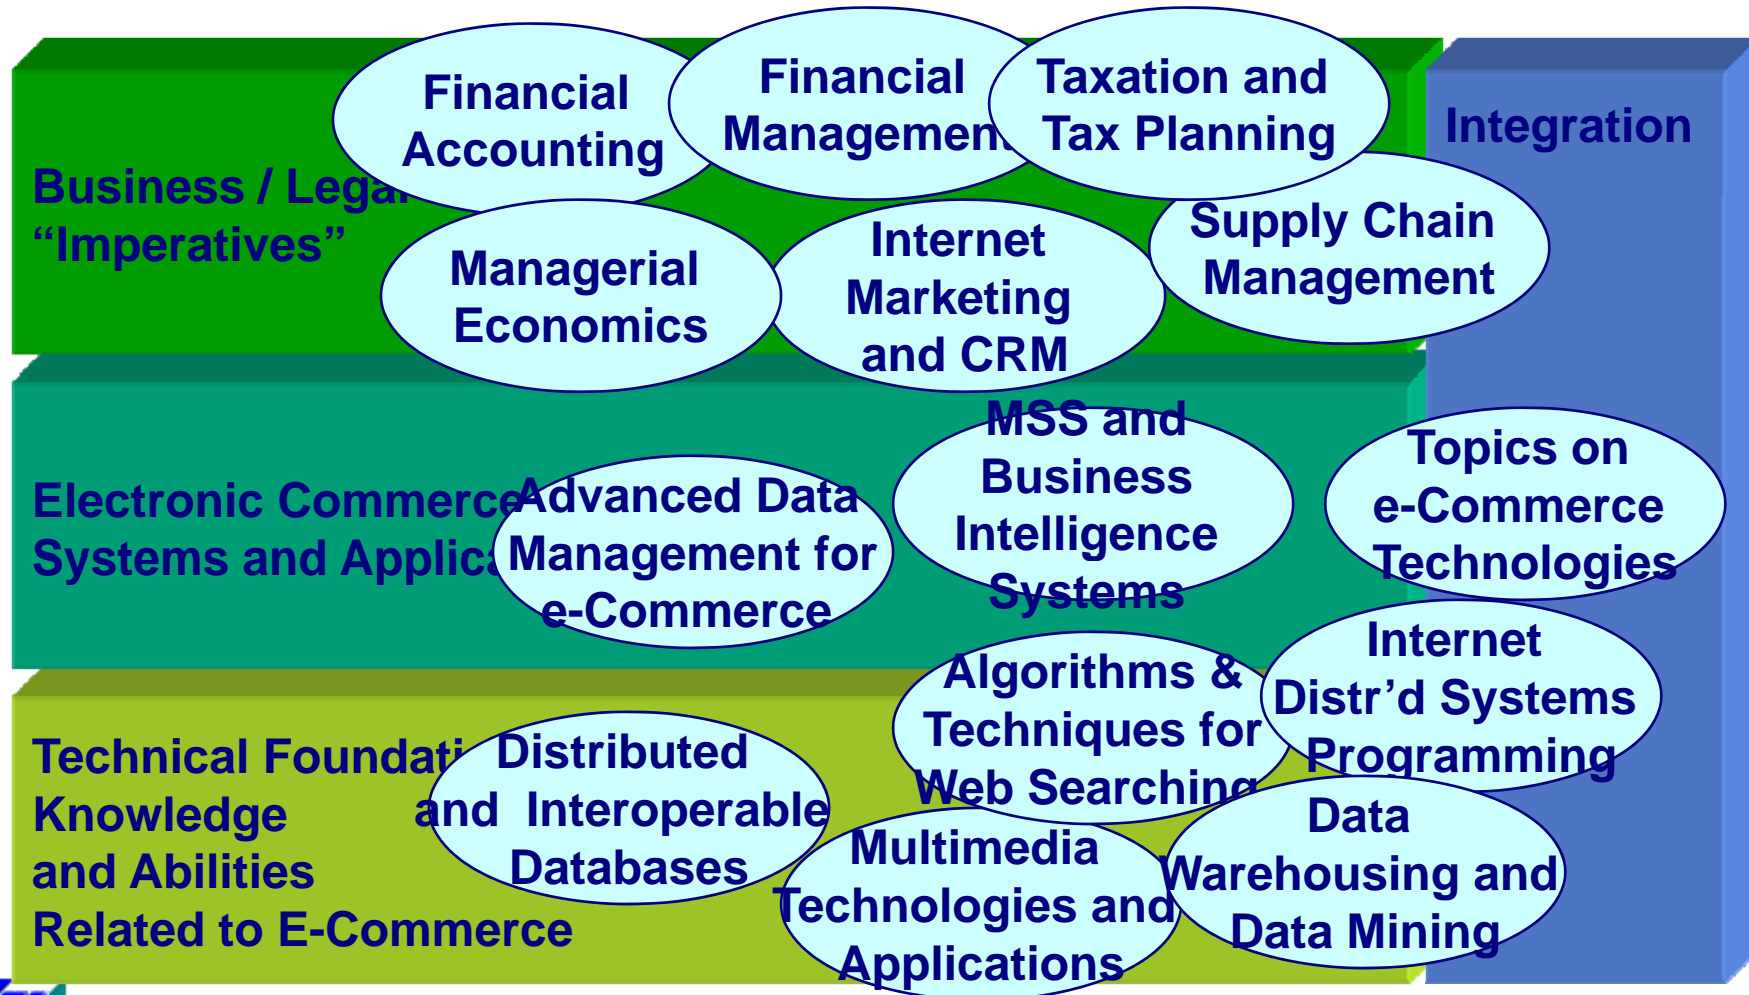 Financial
Accounting
Financial
Management
Taxation and
Tax Planning
Integration
Business / Legal
“Imperatives”
Managerial
Economics
Internet
Marketing
and CRM
Supply Chain
Management
Electronic Commerce
Systems and
Advanced Data
Management for
e-Commerce
MSS and
Business
Intelligence
Systems
Topics on
e-Commerce
Technologies
Technical
Knowledge
and Abilities
Related to E-Commerce
Distributed
and Interoperable
Databases
Algorithms &
Techniques for
Web Searching
Internet
Distr’d Systems
Programming
Multimedia
Technologies and
Applications
Data
Warehousing and
Data Mining